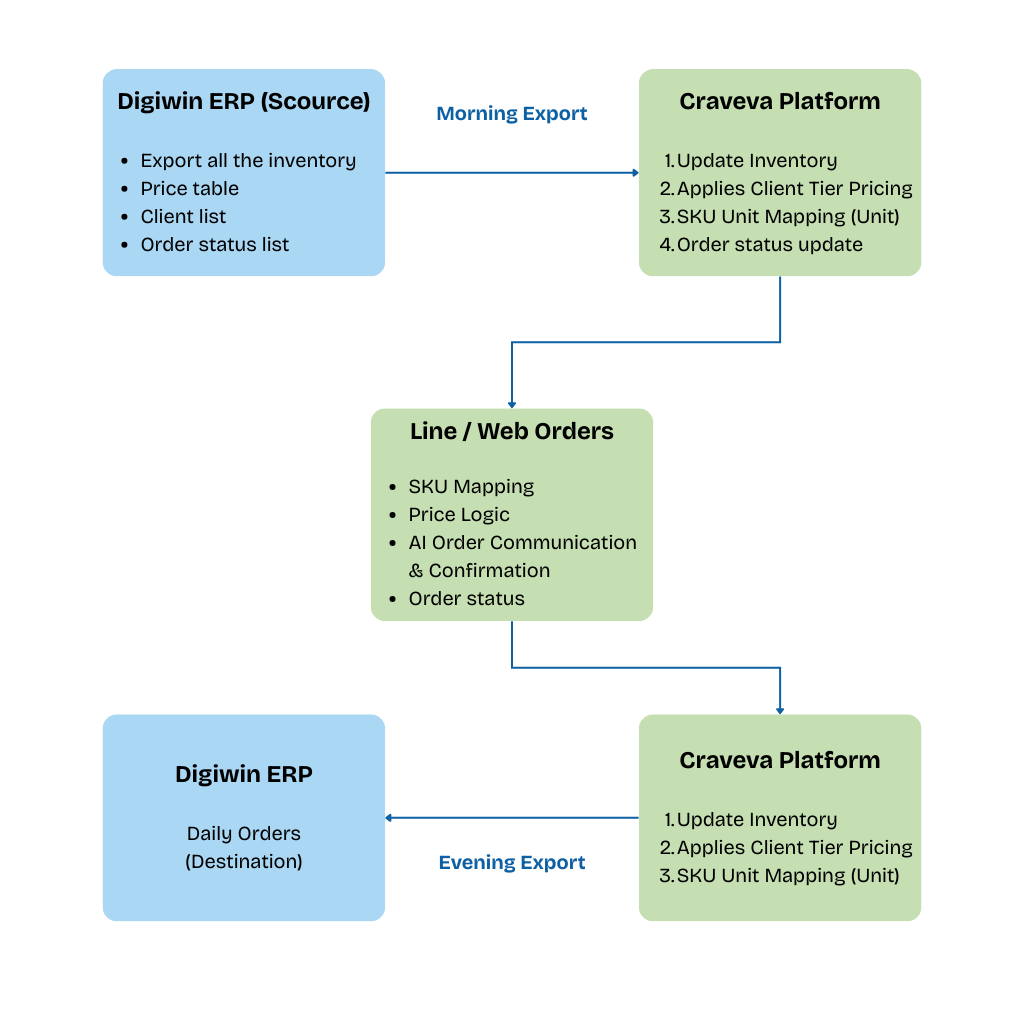 Digiwin ERP (Scource)
• Export all the inventory
• Price table
• Client list
• Order status list
Morning Export
Craveva Platform
1. Update Inventory
2. Applies Client Tier Pricing
3. SKU Unit Mapping (Unit)
4. Order status update
Line / Web Orders
• SKU Mapping
• Price Logic
• AI Order Communication
& Confirmation
• Order status
Digiwin ERP
Daily Orders
(Destination)
Evening Export
Craveva Platform
1. Update Inventory
2. Applies Client Tier Pricing
3. SKU Unit Mapping (Unit)